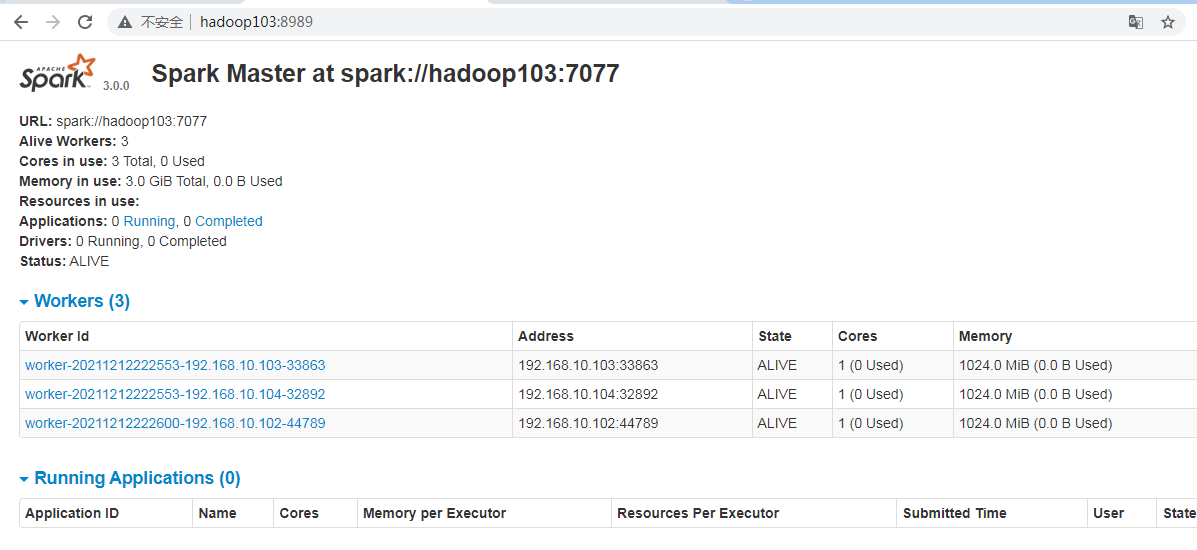 不安全 hadoop103:8989
APACHE Spark 3.0.0 Spark Master at spark://hadoop103:7077
URL: spark://hadoop103:7077
Alive Workers: 3
Cores in use: 3 Total, 0 Used
Memory in use: 3.0 GiB Total, 0.0 B Used
Resources in use:
Applications: 0 Running, 0 Completed
Drivers: 0 Running, 0 Completed
Status: ALIVE
Workers (3)
Worker Id Address State Cores Memory
worker-20211212222553-192.168.10.103-33863 192.168.10.103:33863 ALIVE 1 (0 Used) 1024.0 MiB (0.0 B Used)
worker-20211212222553-192.168.10.104-32892 192.168.10.104:32892 ALIVE 1 (0 Used) 1024.0 MiB (0.0 B Used)
worker-20211212222600-192.168.10.102-44789 192.168.10.102:44789 ALIVE 1 (0 Used) 1024.0 MiB (0.0 B Used)
Running Applications (0)
Application ID Name Cores Memory per Executor Resources Per Executor Submitted Time User State